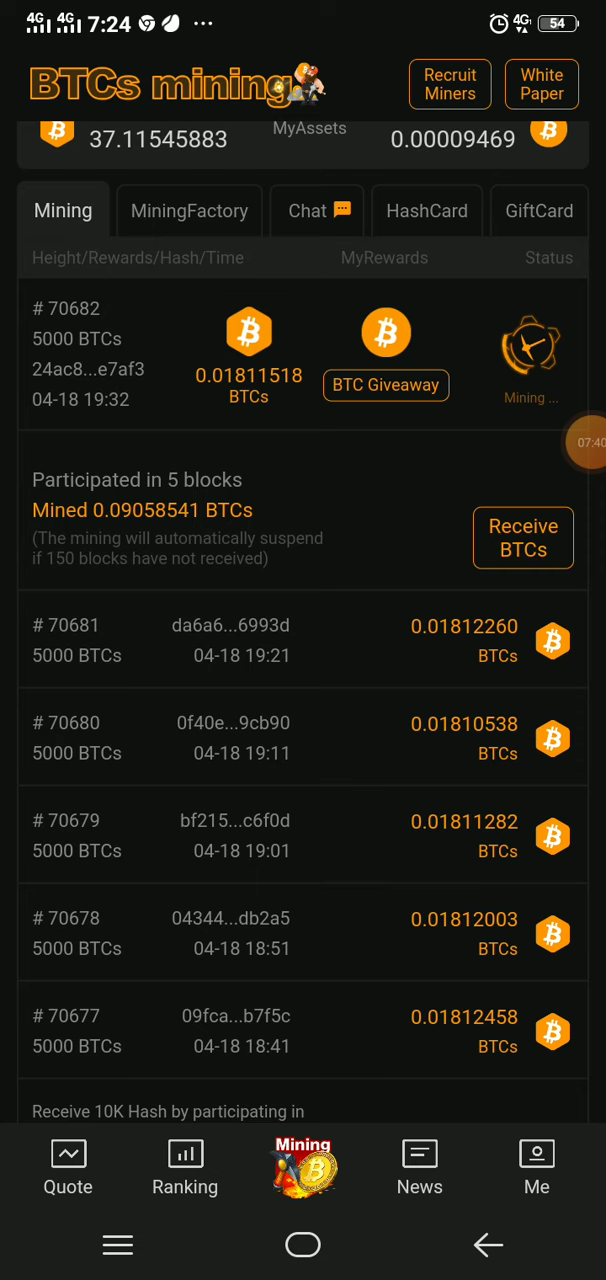 4G 4G 7:24 ... 4G 54
BTCs mining
Recruit Miners
White Paper
37.11545883 MyAssets 0.00009469
Mining MiningFactory Chat HashCard GiftCard
Height/Rewards/Hash/Time MyRewards Status
# 70682
5000 BTCs
24ac8...e7af3
04-18 19:32
0.01811518
BTCs
BTC Giveaway
Mining ...
07:40
Participated in 5 blocks
Mined 0.09058541 BTCs
(The mining will automatically suspend
if 150 blocks have not received)
Receive
BTCs
# 70681 da6a6...6993d 0.01812260
5000 BTCs 04-18 19:21 BTCs
# 70680 0f40e...9cb90 0.01810538
5000 BTCs 04-18 19:11 BTCs
# 70679 bf215...c6f0d 0.01811282
5000 BTCs 04-18 19:01 BTCs
# 70678 04344...db2a5 0.01812003
5000 BTCs 04-18 18:51 BTCs
# 70677 09fca...b7f5c 0.01812458
5000 BTCs 04-18 18:41 BTCs
Receive 10K Hash by participating in
Mining
Quote Ranking News Me